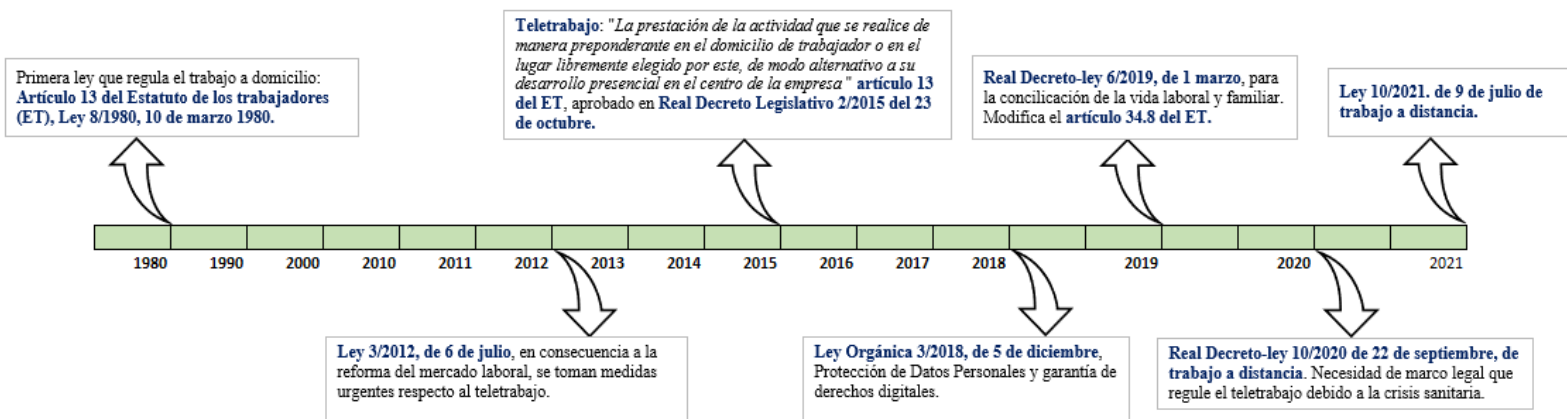 Primera ley que regula el trabajo a domicilio:
Artículo 13 del Estatuto de los trabajadores
(ET), Ley 8/1980, 10 de marzo 1980.
Teletrabajo: "La prestación de la actividad que se realice de
manera preponderante en el domicilio de trabajador o en el
lugar libremente elegido por este, de modo alternativo a su
desarrollo presencial en el centro de la empresa" artículo 13
del ET, aprobado en Real Decreto Legislativo 2/2015 del 23
de octubre.
Real Decreto-ley 6/2019, de 1 marzo, para
la concilicación de la vida laboral y familiar.
Modifica el artículo 34.8 del ET.
Ley 10/2021. de 9 de julio de
trabajo a distancia.
1980 1990 2000 2010 2011 2012 2013 2014 2015 2016 2017 2018 2019 2020 2021
Ley 3/2012, de 6 de julio, en consecuencia a la
reforma del mercado laboral, se toman medidas
urgentes respecto al teletrabajo.
Ley Orgánica 3/2018, de 5 de diciembre,
Protección de Datos Personales y garantía de
derechos digitales.
Real Decreto-ley 10/2020 de 22 de septiembre, de
trabajo a distancia. Necesidad de marco legal que
regule el teletrabajo debido a la crisis sanitaria.